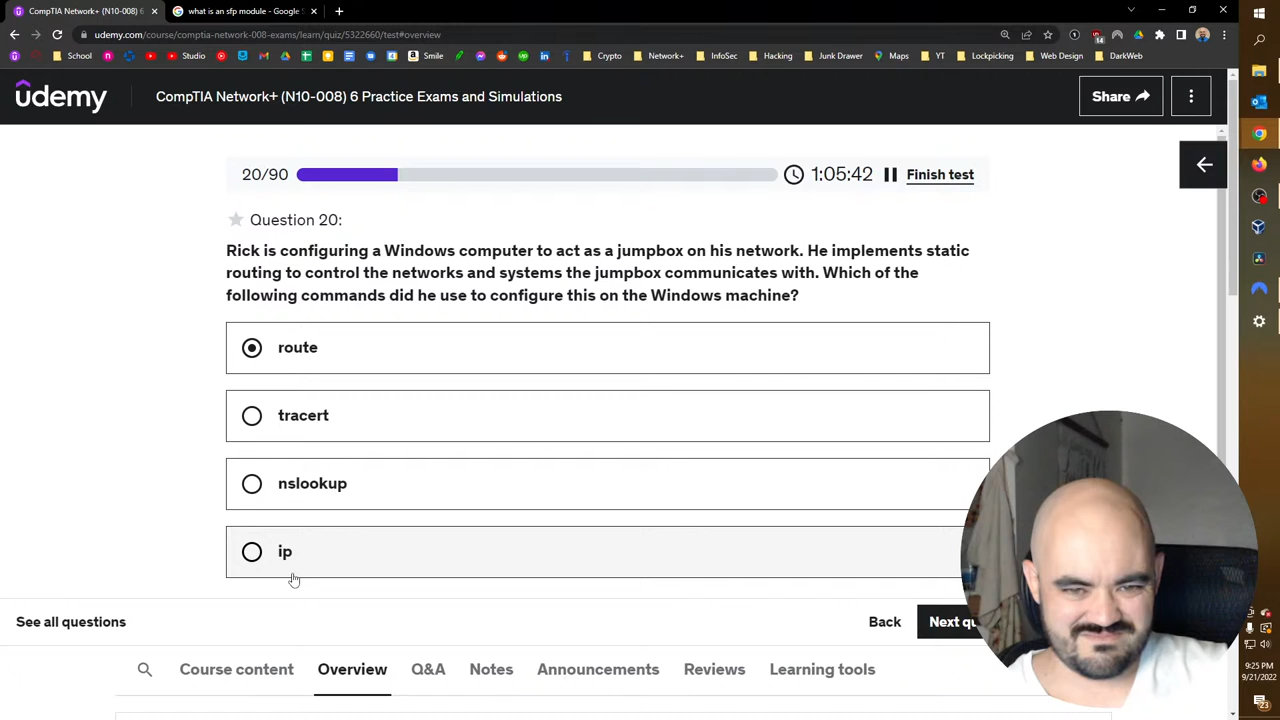 CompTIA Network+ (N10-008) 6
what is an sfp module - Google S
udemy.com/course/comptia-network-008-exams/learn/quiz/5322660/test#overview
School
Studio
Crypto
Network+
InfoSec
Hacking
Junk Drawer
Maps
YT
Lockpicking
Web Design
DarkWeb
14
udemy
CompTIA Network+ (N10-008) 6 Practice Exams and Simulations
Share
20/90
1:05:42
Finish test
Question 20:
Rick is configuring a Windows computer to act as a jumpbox on his network. He implements static
routing to control the networks and systems the jumpbox communicates with. Which of the
following commands did he use to configure this on the Windows machine?
route
tracert
nslookup
ip
See all questions
Back
Next qu
Course content
Overview
Q&A
Notes
Announcements
Reviews
Learning tools
9:25 PM
9/21/2022
23